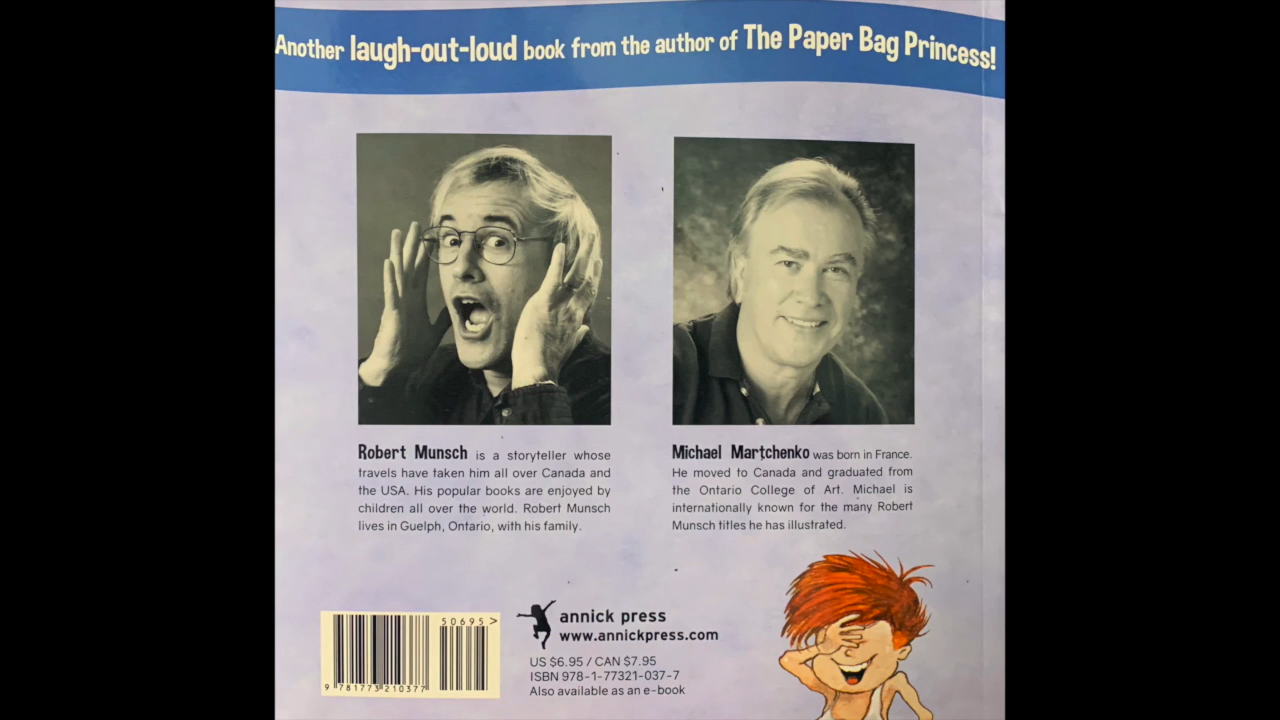 Another laugh-out-loud book from the author of The Paper Bag Princess!
Robert Munsch is a storyteller whose
travels have taken him all over Canada and
the USA. His popular books are enjoyed by
children all over the world. Robert Munsch
lives in Guelph, Ontario, with his family.
Michael Martchenko was born in France.
He moved to Canada and graduated from
the Ontario College of Art. Michael is
internationally known for the many Robert
Munsch titles he has illustrated.
50695>
9 781773 210377
annick press
www.annickpress.com
US $6.95 / CAN $7.95
ISBN 978-1-77321-037-7
Also available as an e-book